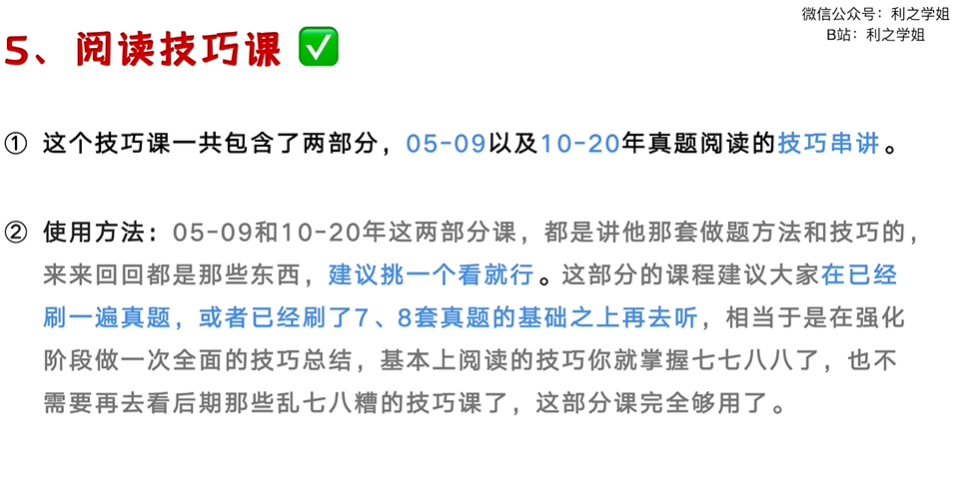 微信公众号：利之学姐
B站：利之学姐
5、阅读技巧课 ✅
① 这个技巧课一共包含了两部分，05-09以及10-20年真题阅读的技巧串讲。
② 使用方法：05-09和10-20年这两部分课，都是讲他那套做题方法和技巧的，
来来回回都是那些东西，建议挑一个看就行。这部分的课程建议大家在已经
刷一遍真题，或者已经刷了7、8套真题的基础之上再去听，相当于是在强化
阶段做一次全面的技巧总结，基本上阅读的技巧你就掌握七七八八了，也不
需要再去看后期那些乱七八糟的技巧课了，这部分课完全够用了。